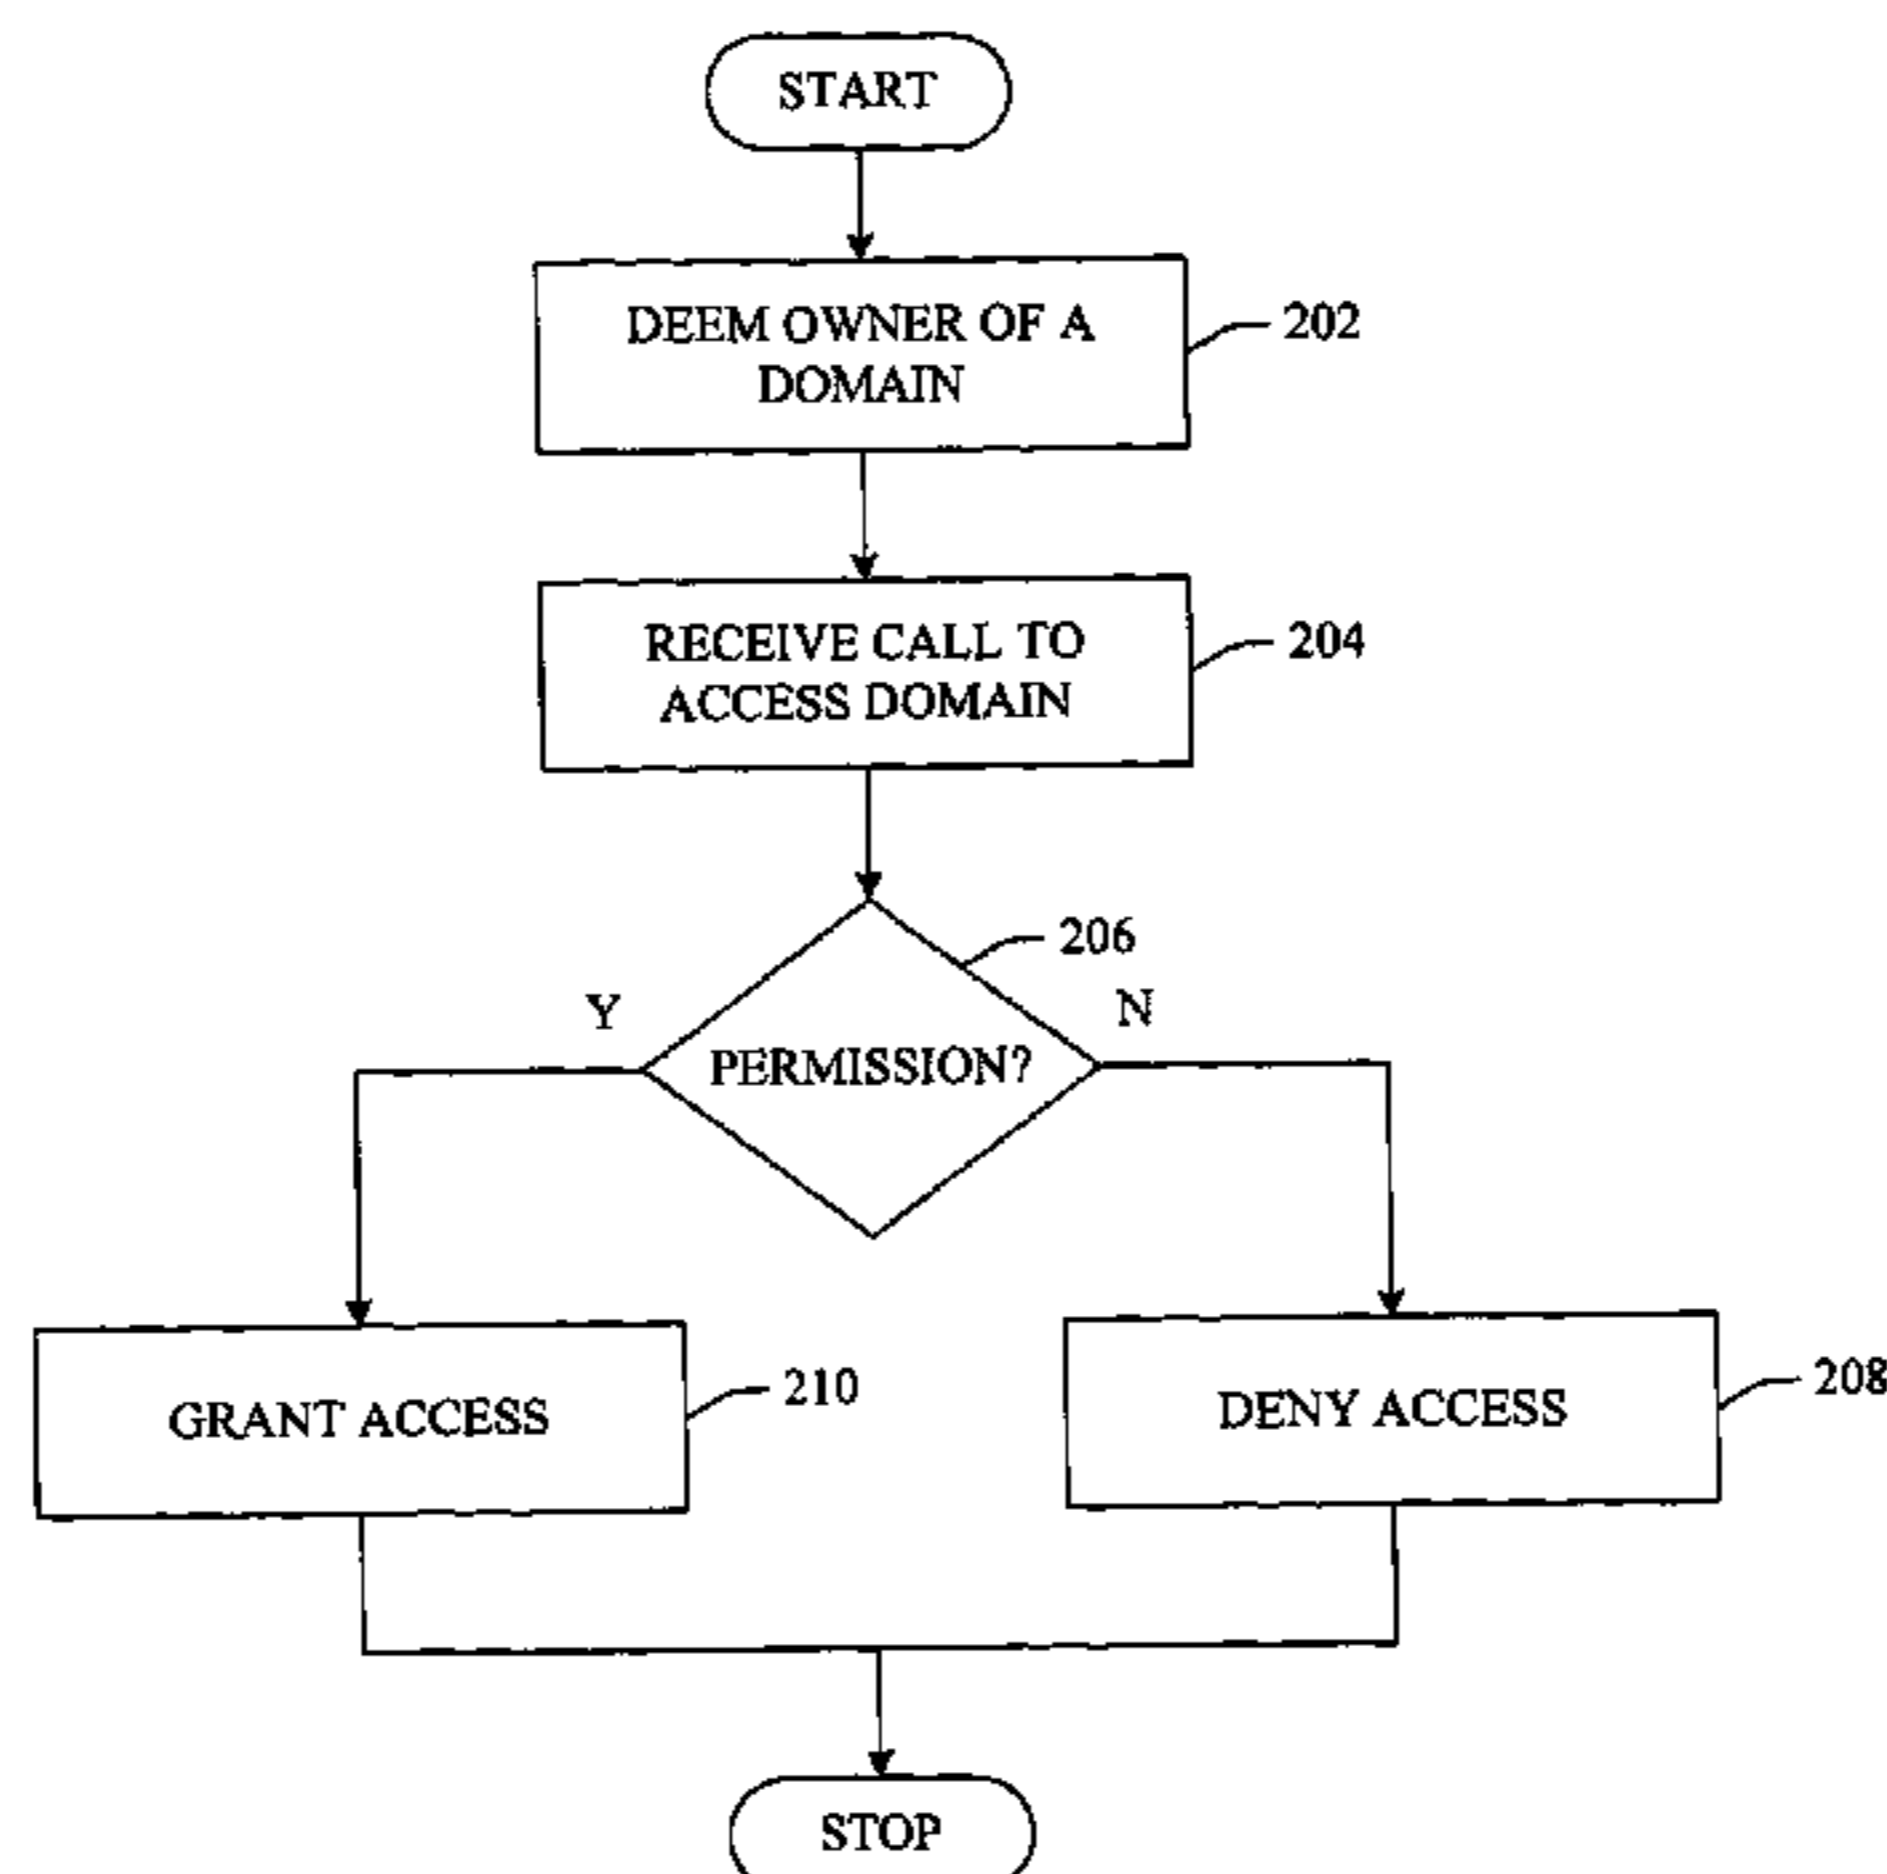 START
DEEM OWNER OF A
DOMAIN
202
RECEIVE CALL TO
ACCESS DOMAIN
204
206
Y
N
PERMISSION?
GRANT ACCESS
210
DENY ACCESS
208
STOP